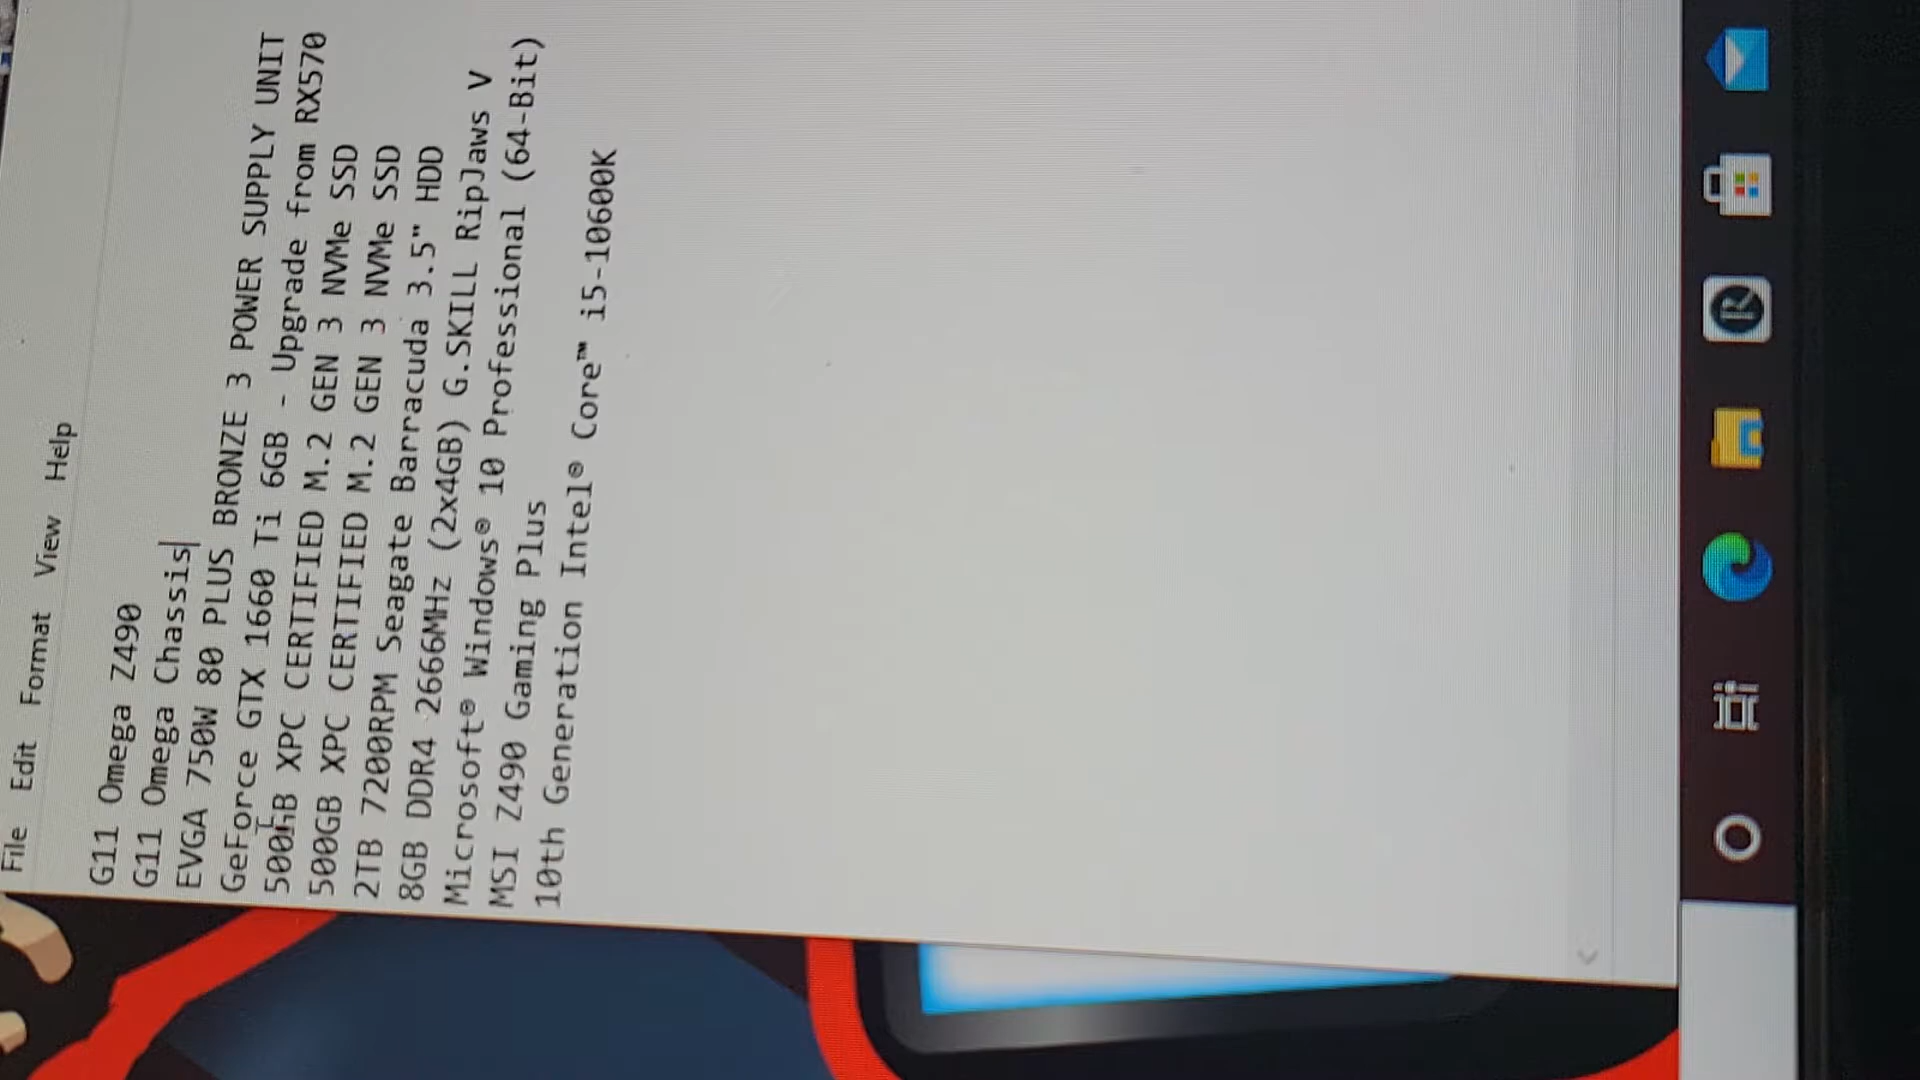 File Edit Format View Help
G11 Omega Z490
G11 Omega Chassis
EVGA 750W 80 PLUS BRONZE 3 POWER SUPPLY UNIT
GeForce GTX 1660 Ti 6GB - Upgrade from RX570
500GB XPC CERTIFIED M.2 GEN 3 NVMe SSD
500GB XPC CERTIFIED M.2 GEN 3 NVMe SSD
2TB 7200RPM Seagate Barracuda 3.5" HDD
8GB DDR4 2666MHz (2x4GB) G.SKILL RipJaws V
Microsoft® Windows® 10 Professional (64-Bit)
MSI Z490 Gaming Plus
10th Generation Intel® Core™ i5-10600K